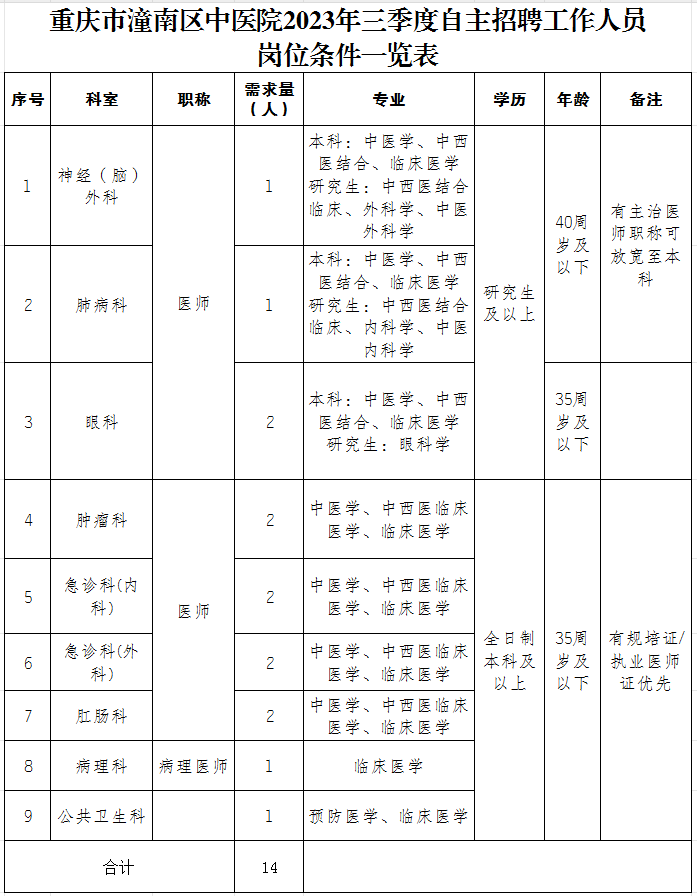 重庆市潼南区中医院2023年三季度自主招聘工作人员
岗位条件一览表
序号 科室 职称 需求量
（人） 专业 学历 年龄 备注
1 神经（脑）
外科 医师 1 本科：中医学、中西
医结合、临床医学
研究生：中西医结合
临床、外科学、中医
外科学 研究生
及以上 40周
岁及
以下 有主治医
师职称可
放宽至本
科
2 肺病科 1 本科：中医学、中西
医结合、临床医学
研究生：中西医结合
临床、内科学、中医
内科学
3 眼科 2 本科：中医学、中西
医结合、临床医学
研究生：眼科学 35周
岁及
以下
4 肿瘤科 医师 2 中医学、中西医临床
医学、临床医学 全日制
本科及
以上 35周
岁及
以下 有规培证/
执业医师
证优先
5 急诊科(内
科) 2 中医学、中西医临床
医学、临床医学
6 急诊科(外
科) 2 中医学、中西医临床
医学、临床医学
7 肛肠科 2 中医学、中西医临床
医学、临床医学
8 病理科 病理医师 1 临床医学
9 公共卫生科 1 预防医学、临床医学
合计 14